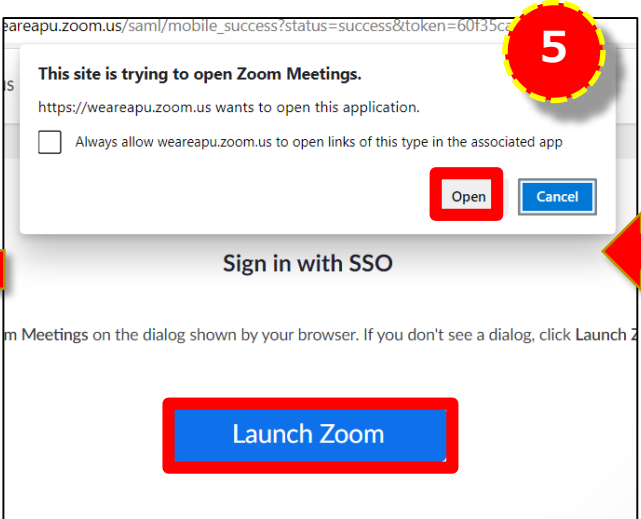 eareapu.zoom.us/saml/mobile_success?status=success&token=60f35ca
5
This site is trying to open Zoom Meetings.
https://weareapu.zoom.us wants to open this application.
Always allow weareapu.zoom.us to open links of this type in the associated app
Open
Cancel
Sign in with SSO
m Meetings on the dialog shown by your browser. If you don't see a dialog, click Launch
Launch Zoom